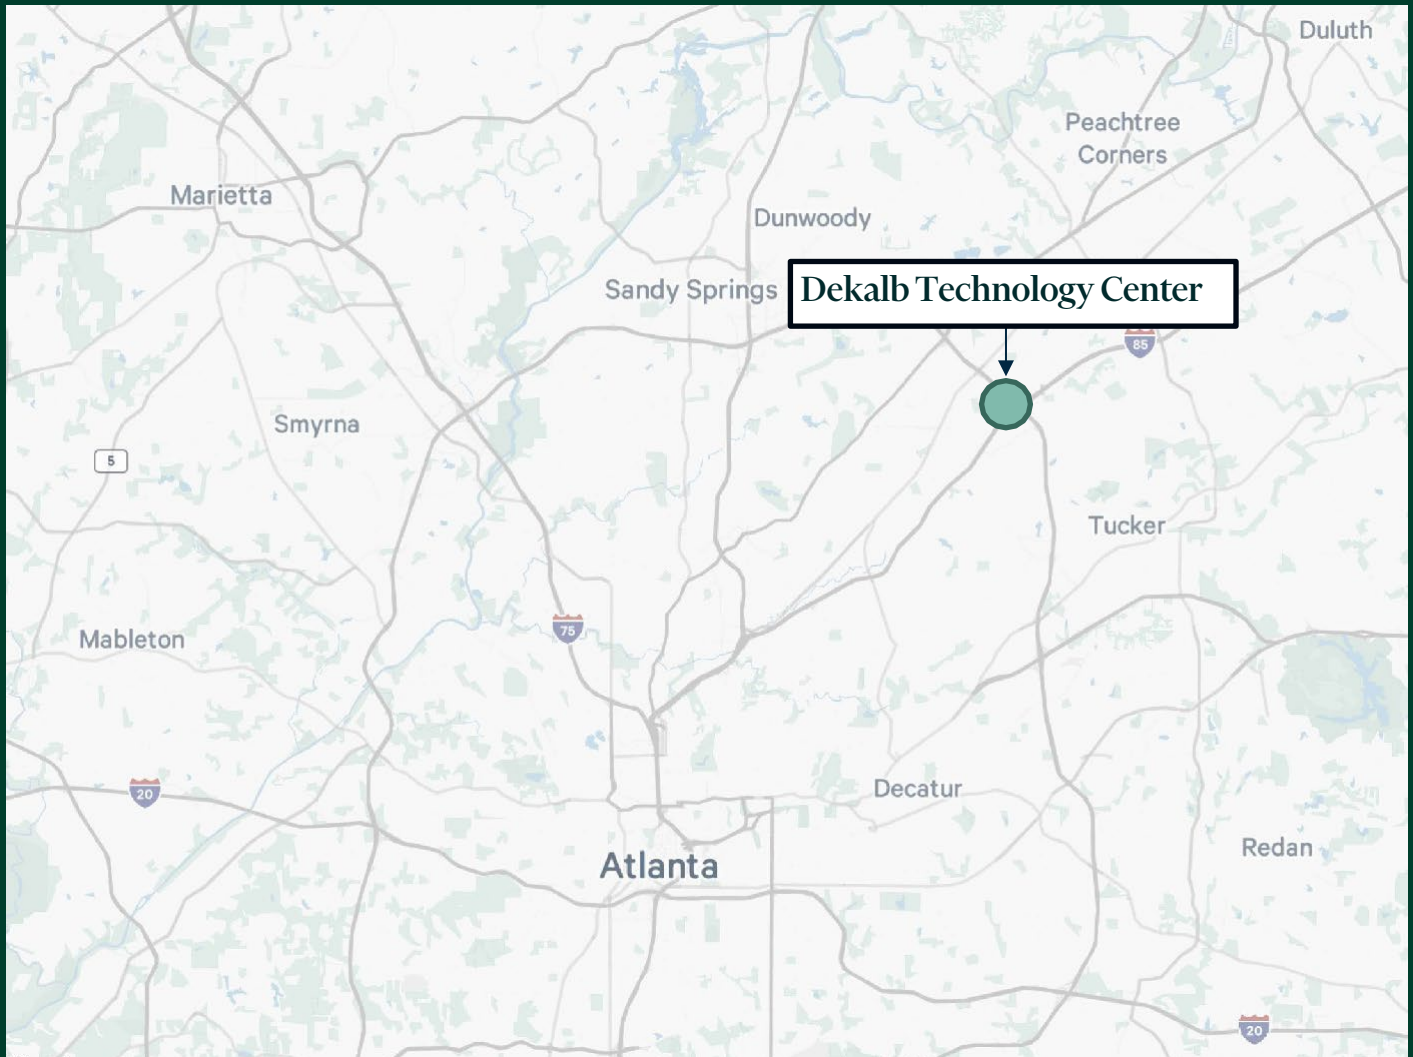 Duluth
Peachtree
Corners
Marietta
Dunwoody
Sandy Springs
Dekalb Technology Center
85
Smyrna
5
Tucker
75
Mableton
20
Decatur
Atlanta
Redan
20